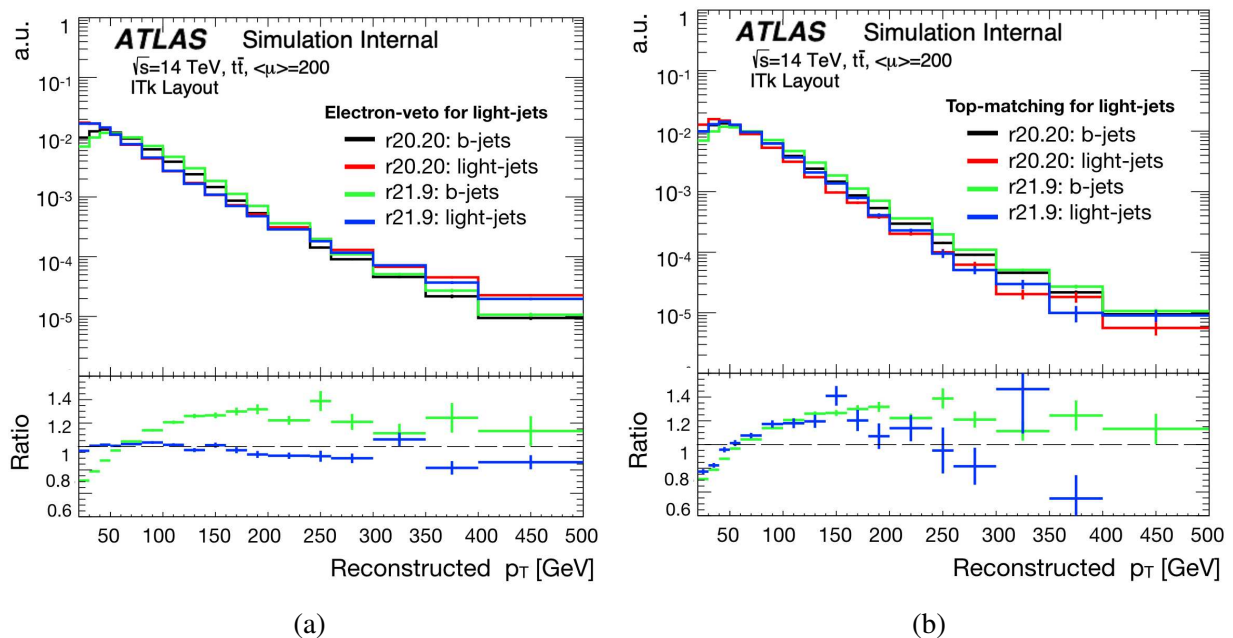 a.u.
1
10⁻¹
10⁻²
10⁻³
10⁻⁴
10⁻⁵
ATLAS Simulation Internal
√s=14 TeV, tt̄, <μ>=200
ITk Layout
Electron-veto for light-jets
r20.20: b-jets
r20.20: light-jets
r21.9: b-jets
r21.9: light-jets
Ratio
1.4
1.2
1
0.8
0.6
50 100 150 200 250 300 350 400 450 500
Reconstructed p_T [GeV]
(a)
a.u.
1
10⁻¹
10⁻²
10⁻³
10⁻⁴
10⁻⁵
ATLAS Simulation Internal
√s=14 TeV, tt̄, <μ>=200
ITk Layout
Top-matching for light-jets
r20.20: b-jets
r20.20: light-jets
r21.9: b-jets
r21.9: light-jets
Ratio
1.4
1.2
1
0.8
0.6
50 100 150 200 250 300 350 400 450 500
Reconstructed p_T [GeV]
(b)